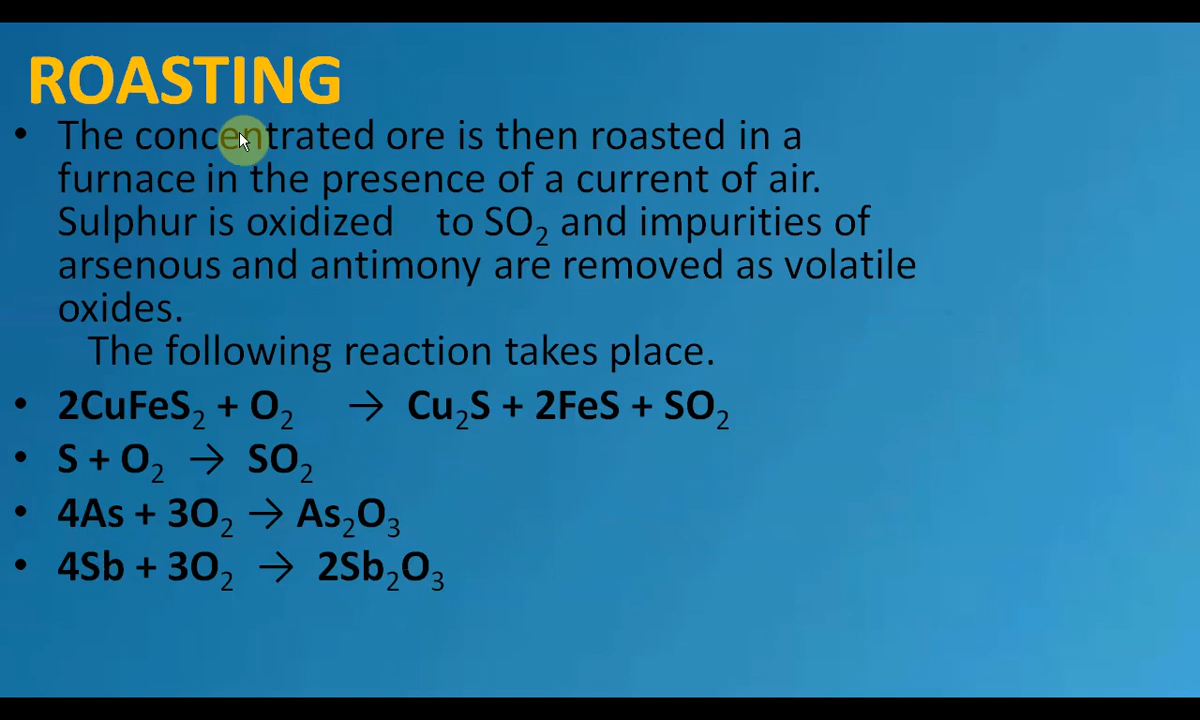 ROASTING
• The concentrated ore is then roasted in a
furnace in the presence of a current of air.
Sulphur is oxidized to SO₂ and impurities of
arsenous and antimony are removed as volatile
oxides.
The following reaction takes place.
• 2CuFeS₂ + O₂ → Cu₂S + 2FeS + SO₂
• S + O₂ → SO₂
• 4As + 3O₂ → As₂O₃
• 4Sb + 3O₂ → 2Sb₂O₃